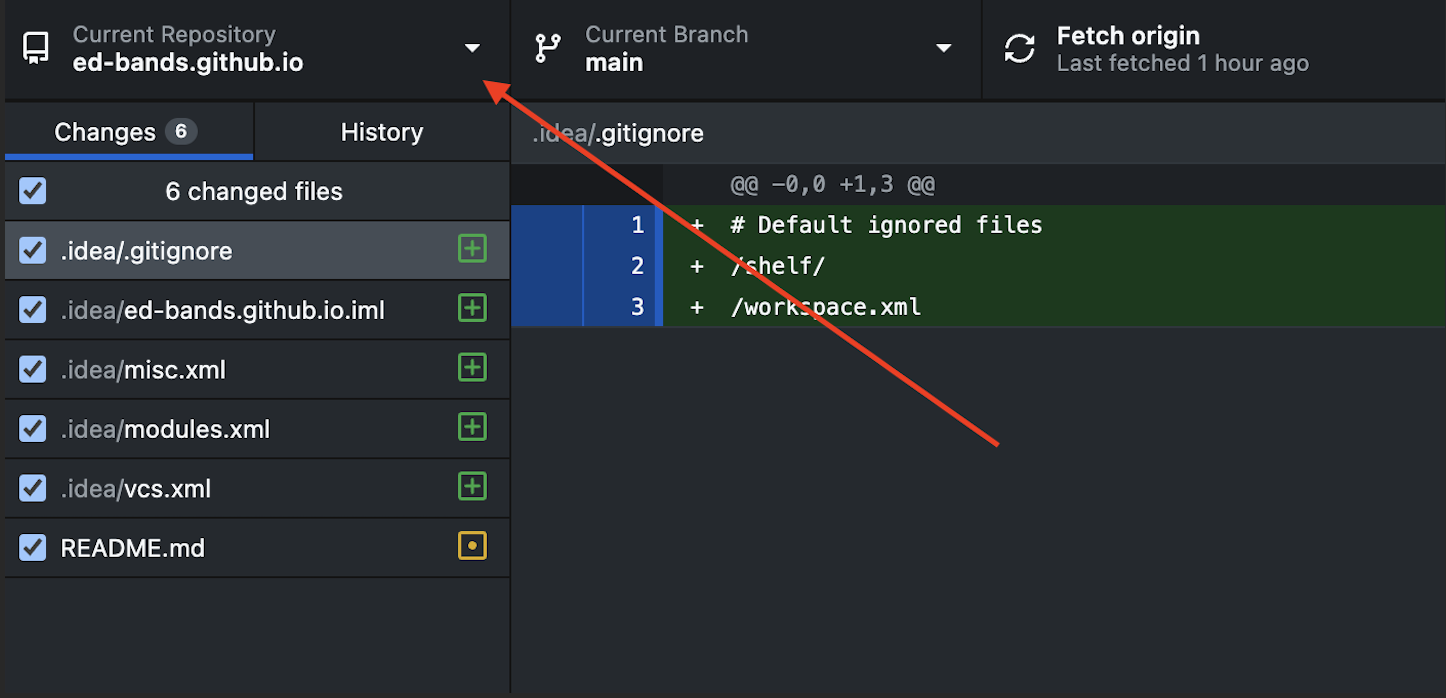 Current Repository
ed-bands.github.io
Current Branch
main
Fetch origin
Last fetched 1 hour ago
Changes 6
History
6 changed files
.idea/.gitignore
.idea/ed-bands.github.io.iml
.idea/misc.xml
.idea/modules.xml
.idea/vcs.xml
README.md
.idea/.gitignore
@@ -0,0 +1,3 @@
1 + # Default ignored files
2 + /shelf/
3 + /workspace.xml